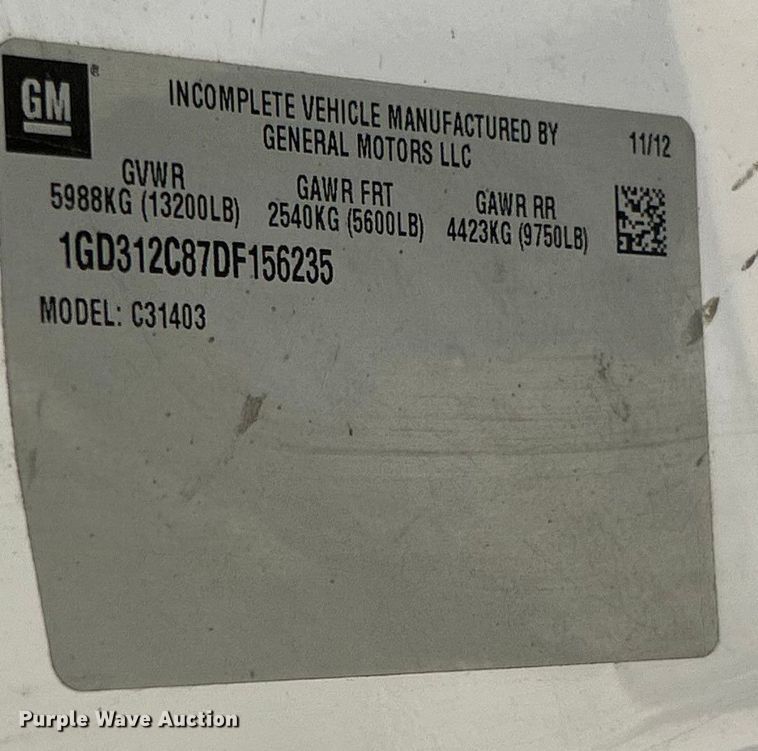 GM
®
INCOMPLETE VEHICLE MANUFACTURED BY
GENERAL MOTORS LLC
11/12
GVWR
5988KG (13200LB)
GAWR FRT
2540KG (5600LB)
GAWR RR
4423KG (9750LB)
1GD312C87DF156235
MODEL: C31403
Purple Wave Auction